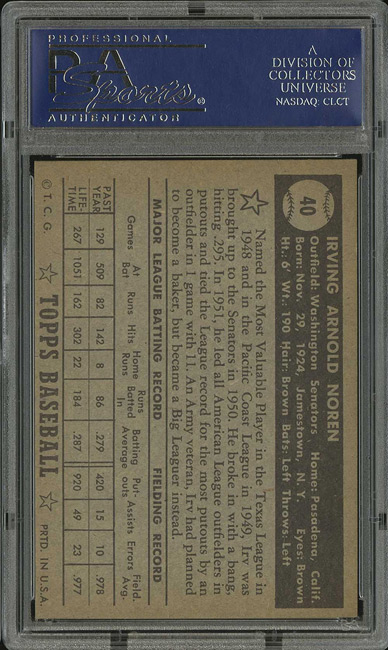 PROFESSIONAL
PSA
Sports®
AUTHENTICATOR
A
DIVISION OF
COLLECTORS
UNIVERSE
NASDAQ: CLCT
40
IRVING ARNOLD NOREN
Outfield: Washington Senators Home: Pasadena, Calif.
Born: Nov. 29, 1924, Jamestown, N. Y. Eyes: Brown
Ht.: 6' Wt.: 190 Hair: Brown Bats: Left Throws: Left
Named the Most Valuable Player in the Texas League in
1948 and in the Pacific Coast League in 1949, Irv was
brought up to the Senators in 1950. He broke in with a bang,
hitting .295. In 1951, he led all American League outfielders in
putouts and tied the League record for the most putouts by an
outfielder in 1 game with 11. An Army veteran, Irv had planned
to become a baker, but became a Big Leaguer instead.
MAJOR LEAGUE BATTING RECORD FIELDING RECORD
Games At Bat Runs Hits Home Runs Runs Batted In Batting Average Put-outs Assists Errors Field. Avg.
PAST YEAR 129 509 82 142 8 86 .279 420 15 10 .978
LIFE-TIME 267 1051 162 302 22 184 .287 920 49 23 .977
© T. C. G. TOPPS BASEBALL PRTD. IN U.S.A.